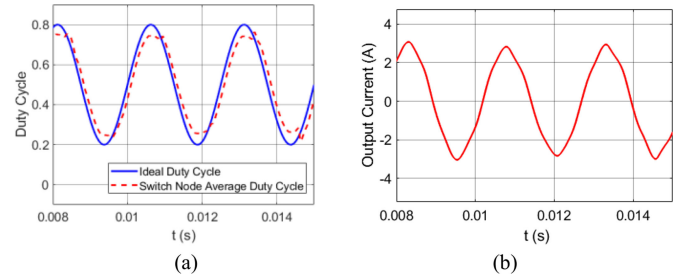 Duty Cycle
0.8
0.6
0.4
0.2
0
Ideal Duty Cycle
Switch Node Average Duty Cycle
0.008
0.01
0.012
0.014
t (s)
(a)
Output Current (A)
4
2
0
-2
-4
0.008
0.01
0.012
0.014
t (s)
(b)